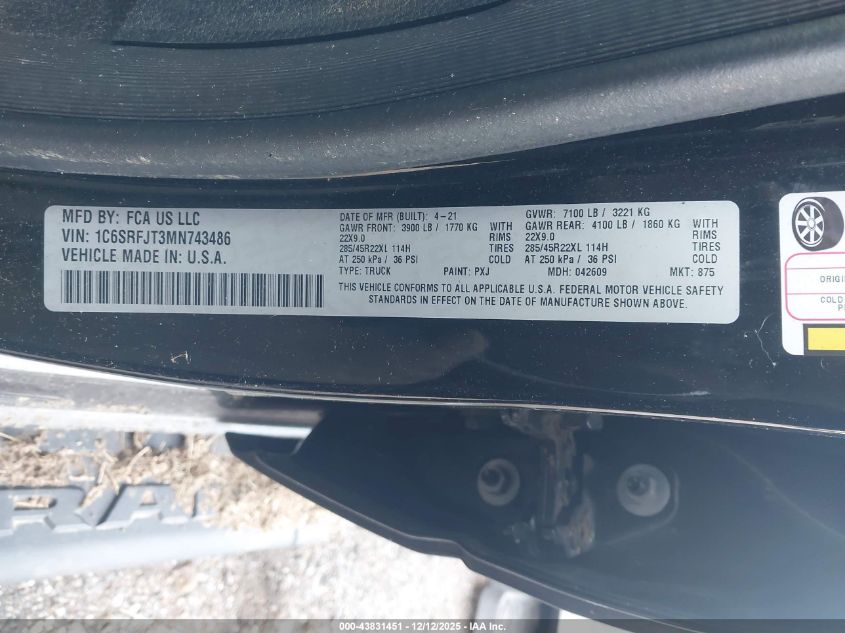 MFD BY: FCA US LLC
VIN: 1C6SRFJT3MN743486
VEHICLE MADE IN: U.S.A.
DATE OF MFR (BUILT): 4-21
GAWR FRONT: 3900 LB / 1770 KG WITH
22X9.0 RIMS
285/45R22XL 114H TIRES
AT 250 kPa / 36 PSI COLD
GVWR: 7100 LB / 3221 KG
GAWR REAR: 4100 LB / 1860 KG WITH
22X9.0 RIMS
285/45R22XL 114H TIRES
AT 250 kPa / 36 PSI COLD
TYPE: TRUCK PAINT: PXJ MDH: 042609 MKT: 875
THIS VEHICLE CONFORMS TO ALL APPLICABLE U.S.A. FEDERAL MOTOR VEHICLE SAFETY
STANDARDS IN EFFECT ON THE DATE OF MANUFACTURE SHOWN ABOVE.
ORIGI
COLD
P
RA
000-43831451 - 12/12/2025 - IAA Inc.